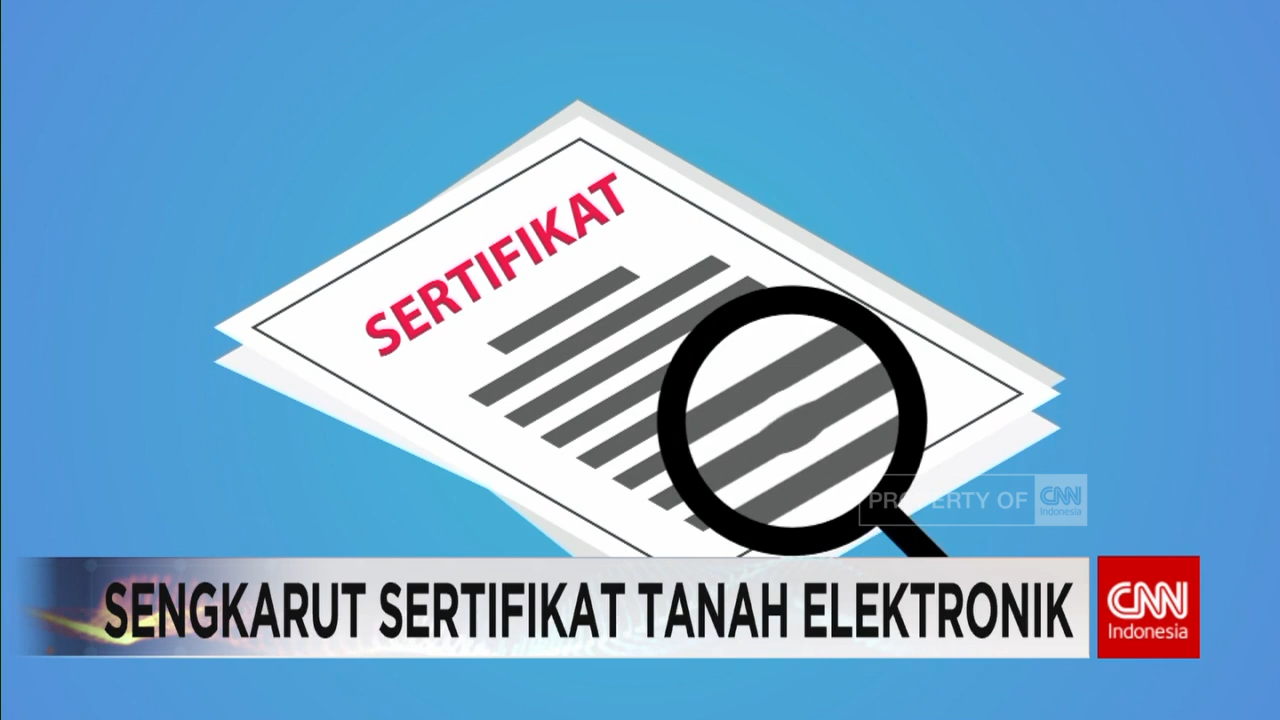 SERTIFIKAT
PROPERTY OF CNN Indonesia
SENGKARUT SERTIFIKAT TANAH ELEKTRONIK
CNN
Indonesia